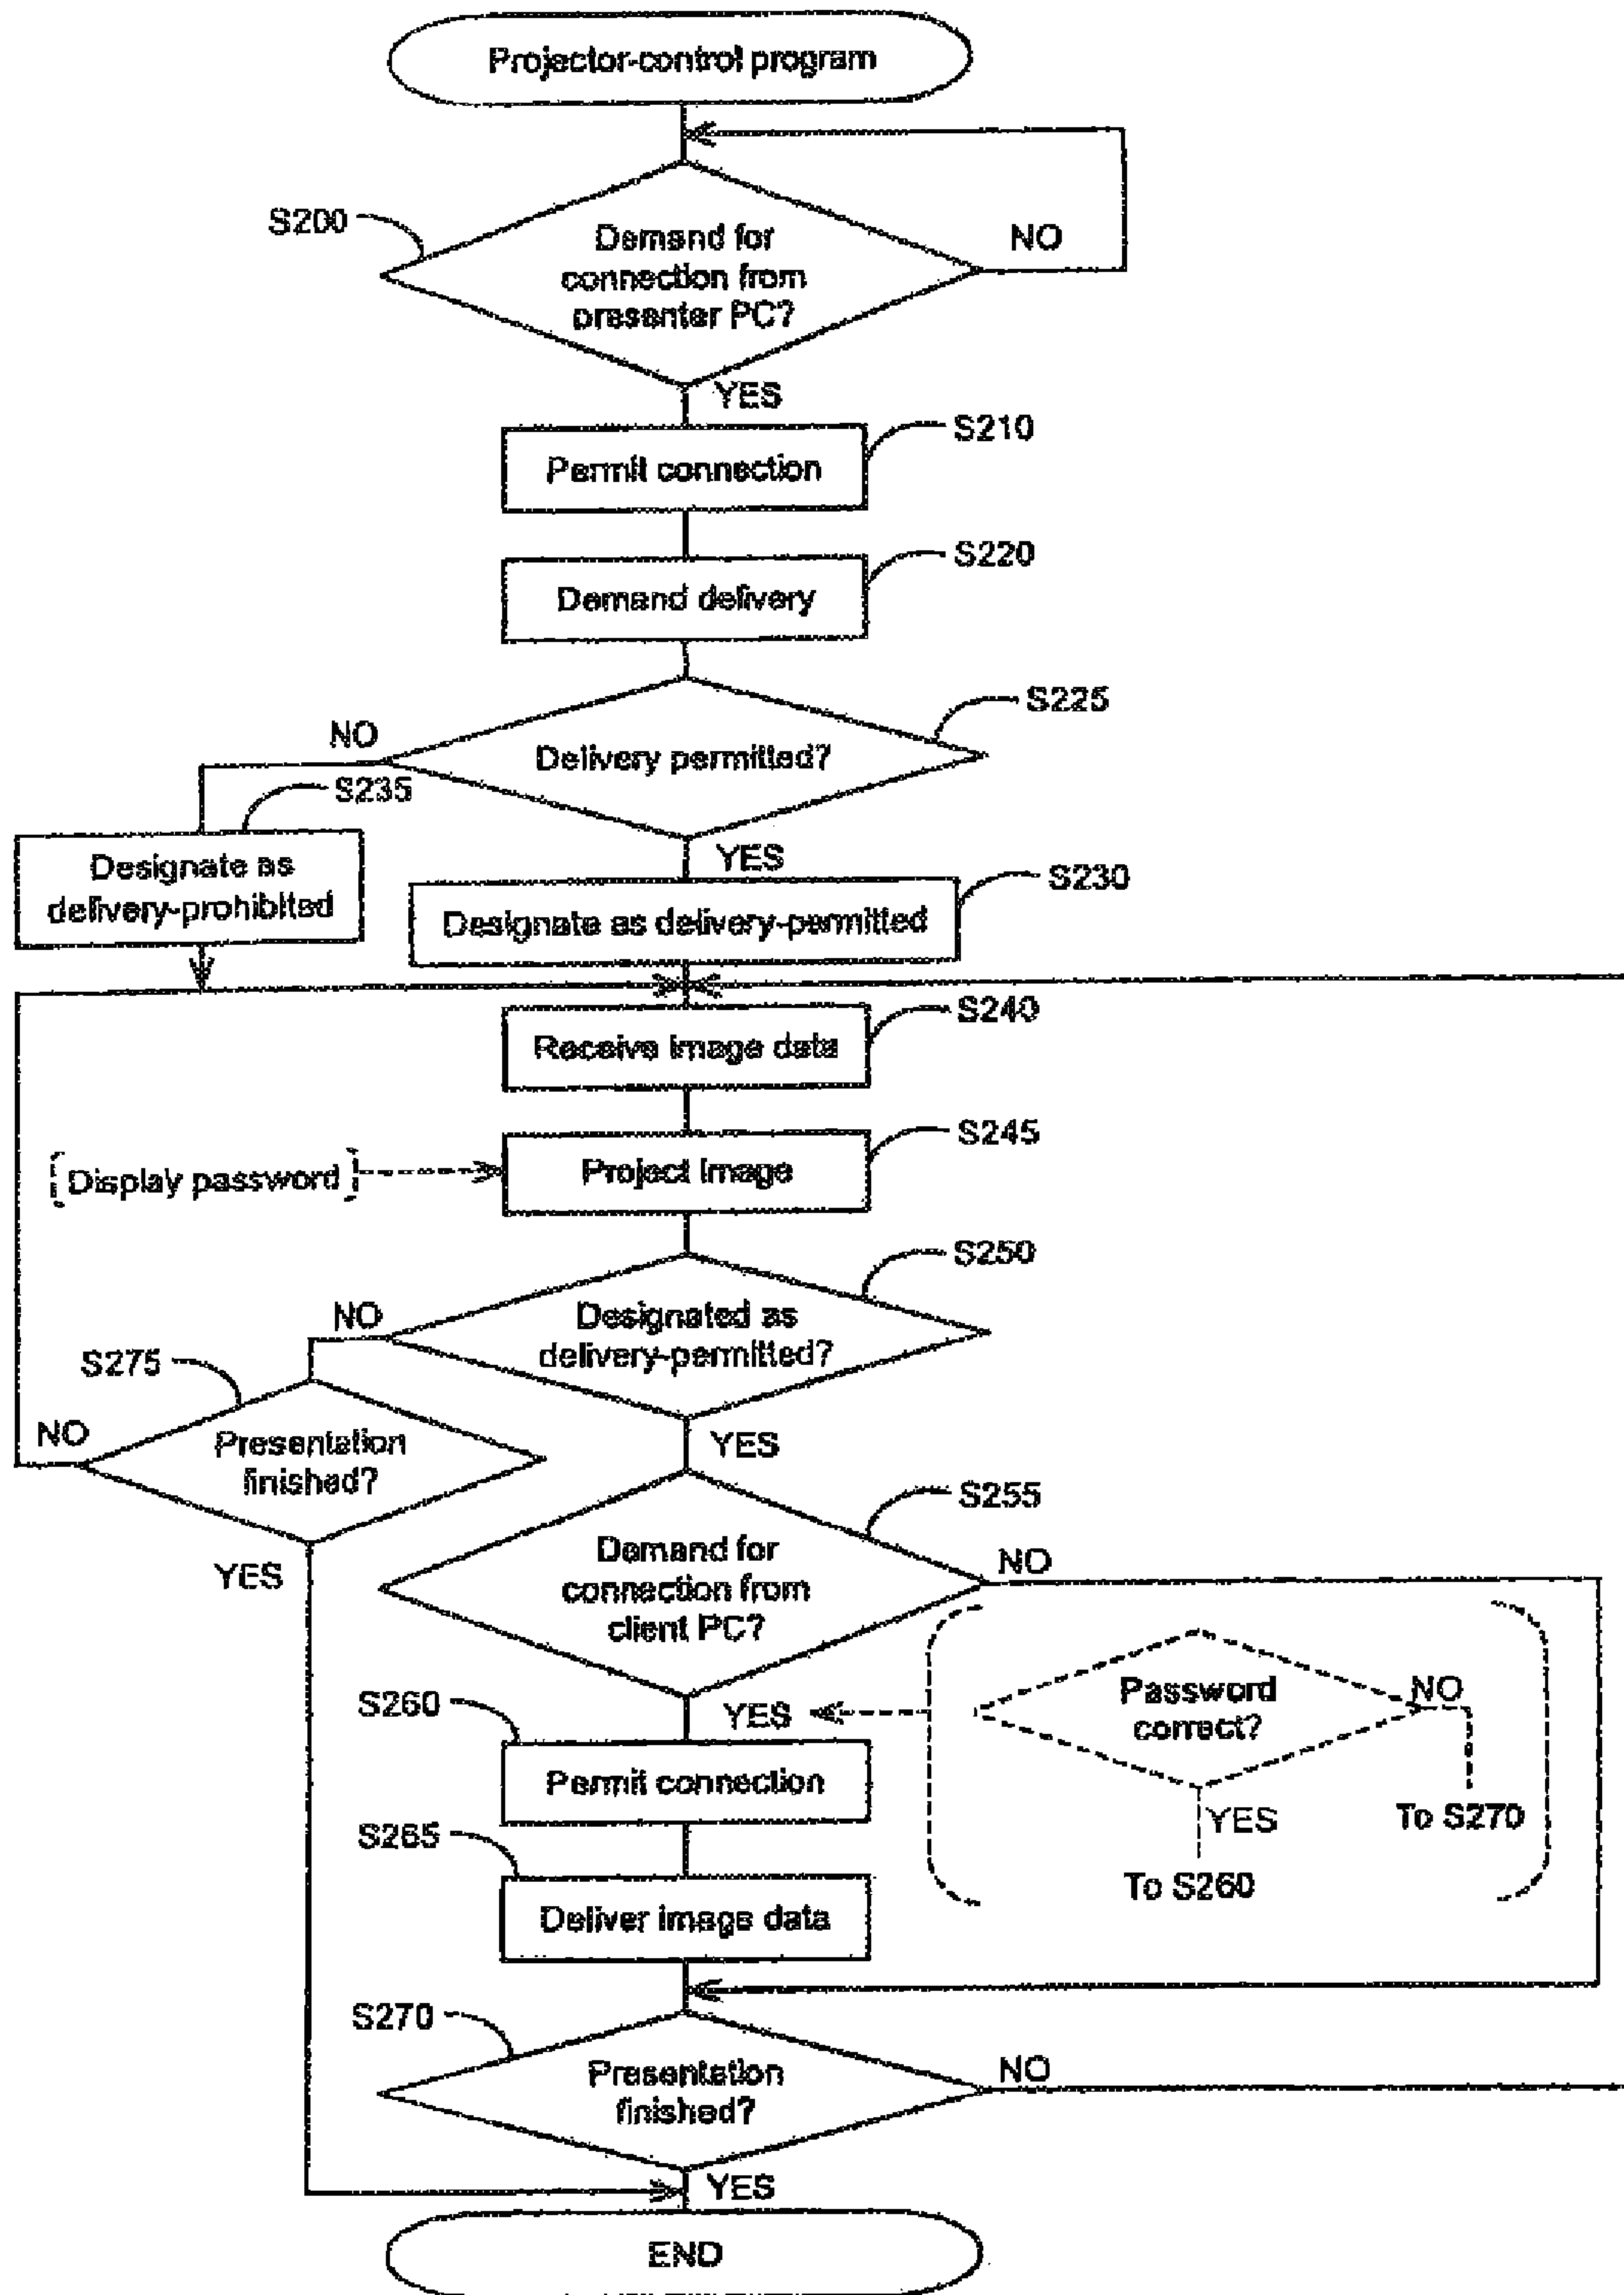 Projector-control program
S200
Demand for
connection from
presenter PC?
NO
YES
S210
Permit connection
S220
Demand delivery
S225
NO
Delivery permitted?
S235
YES
Designate as
delivery-prohibited
S230
Designate as delivery-permitted
S240
Receive image data
S245
[Display password]
Project image
S250
NO
Designated as
delivery-permitted?
S275
NO
Presentation
finished?
YES
YES
S255
Demand for
connection from
client PC?
NO
YES
Password
correct?
NO
YES
To S270
To S260
S260
Permit connection
S265
Deliver image data
S270
Presentation
finished?
NO
YES
END